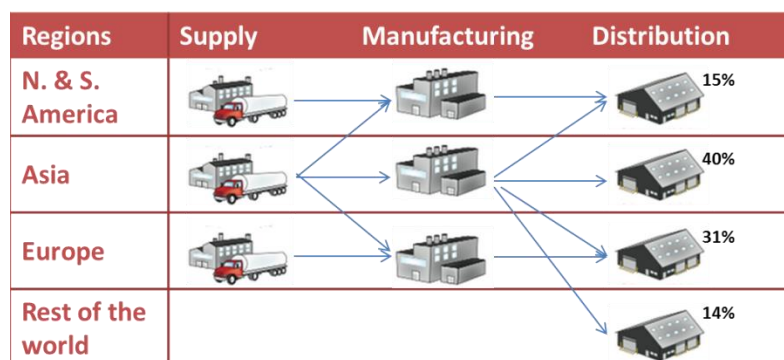 Regions Supply Manufacturing Distribution
N. & S.
America
15%
Asia
40%
Europe
31%
Rest of the
world
14%